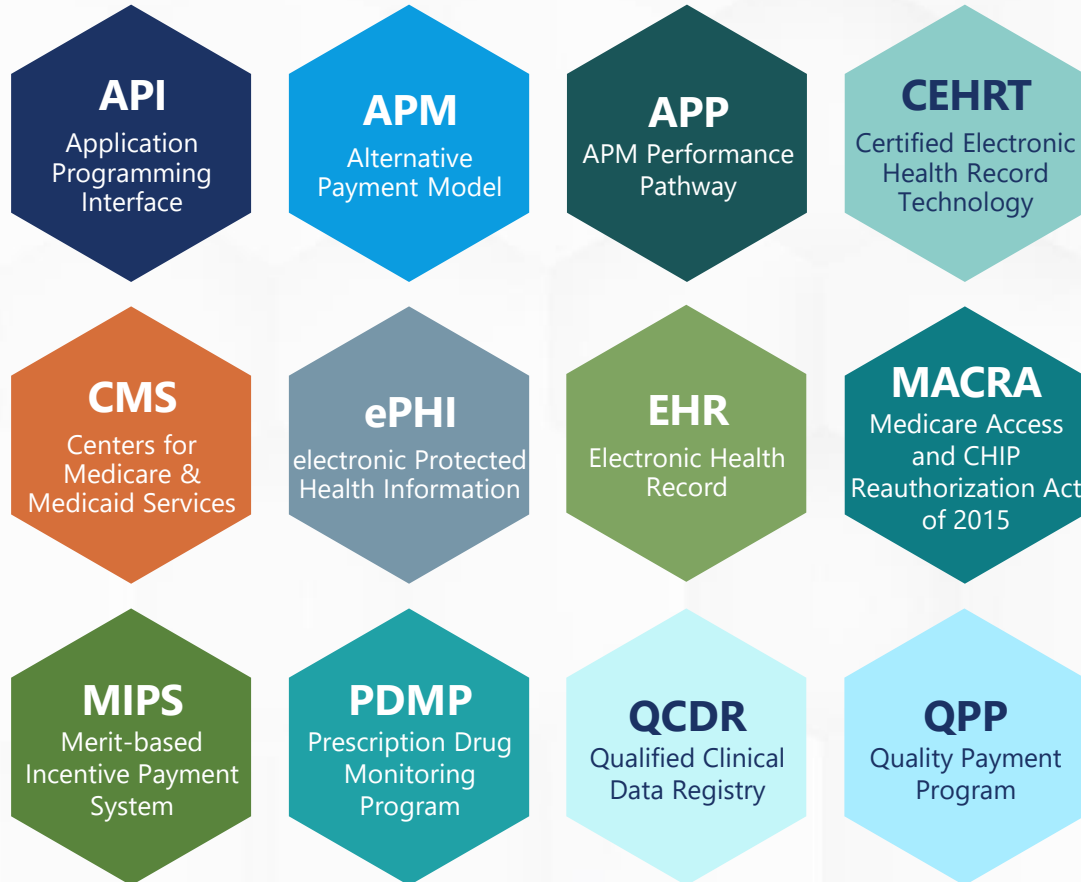 API
Application
Programming
Interface
APM
Alternative
Payment Model
APP
APM Performance
Pathway
CEHRT
Certified Electronic
Health Record
Technology
CMS
Centers for
Medicare &
Medicaid Services
ePHI
electronic Protected
Health Information
EHR
Electronic Health
Record
MACRA
Medicare Access
and CHIP
Reauthorization Act
of 2015
MIPS
Merit-based
Incentive Payment
System
PDMP
Prescription Drug
Monitoring
Program
QCDR
Qualified Clinical
Data Registry
QPP
Quality Payment
Program